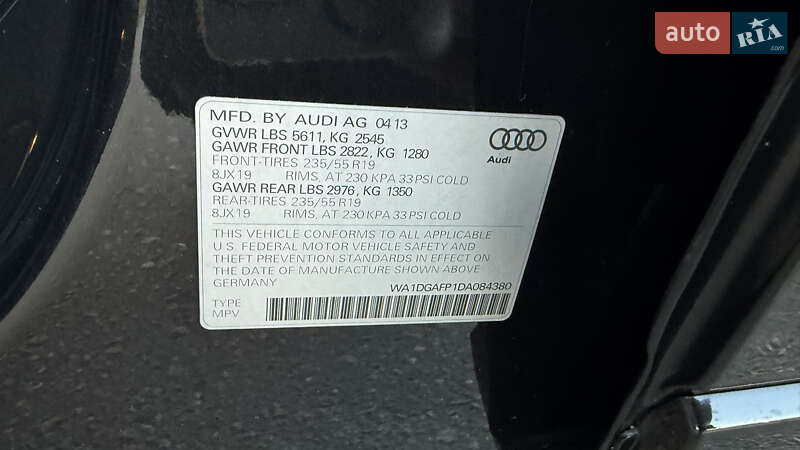 auto RIA .com
MFD. BY AUDI AG 04 13
GVWR LBS 5611, KG 2545
GAWR FRONT LBS 2822, KG 1280
FRONT-TIRES 235/55 R19
8JX19 RIMS, AT 230 KPA 33 PSI COLD
GAWR REAR LBS 2976, KG 1350
REAR-TIRES 235/55 R19
8JX19 RIMS, AT 230 KPA 33 PSI COLD
Audi
THIS VEHICLE CONFORMS TO ALL APPLICABLE
U.S. FEDERAL MOTOR VEHICLE SAFETY AND
THEFT PREVENTION STANDARDS IN EFFECT ON
THE DATE OF MANUFACTURE SHOWN ABOVE
GERMANY WA1DGAFP1DA084380
TYPE
MPV